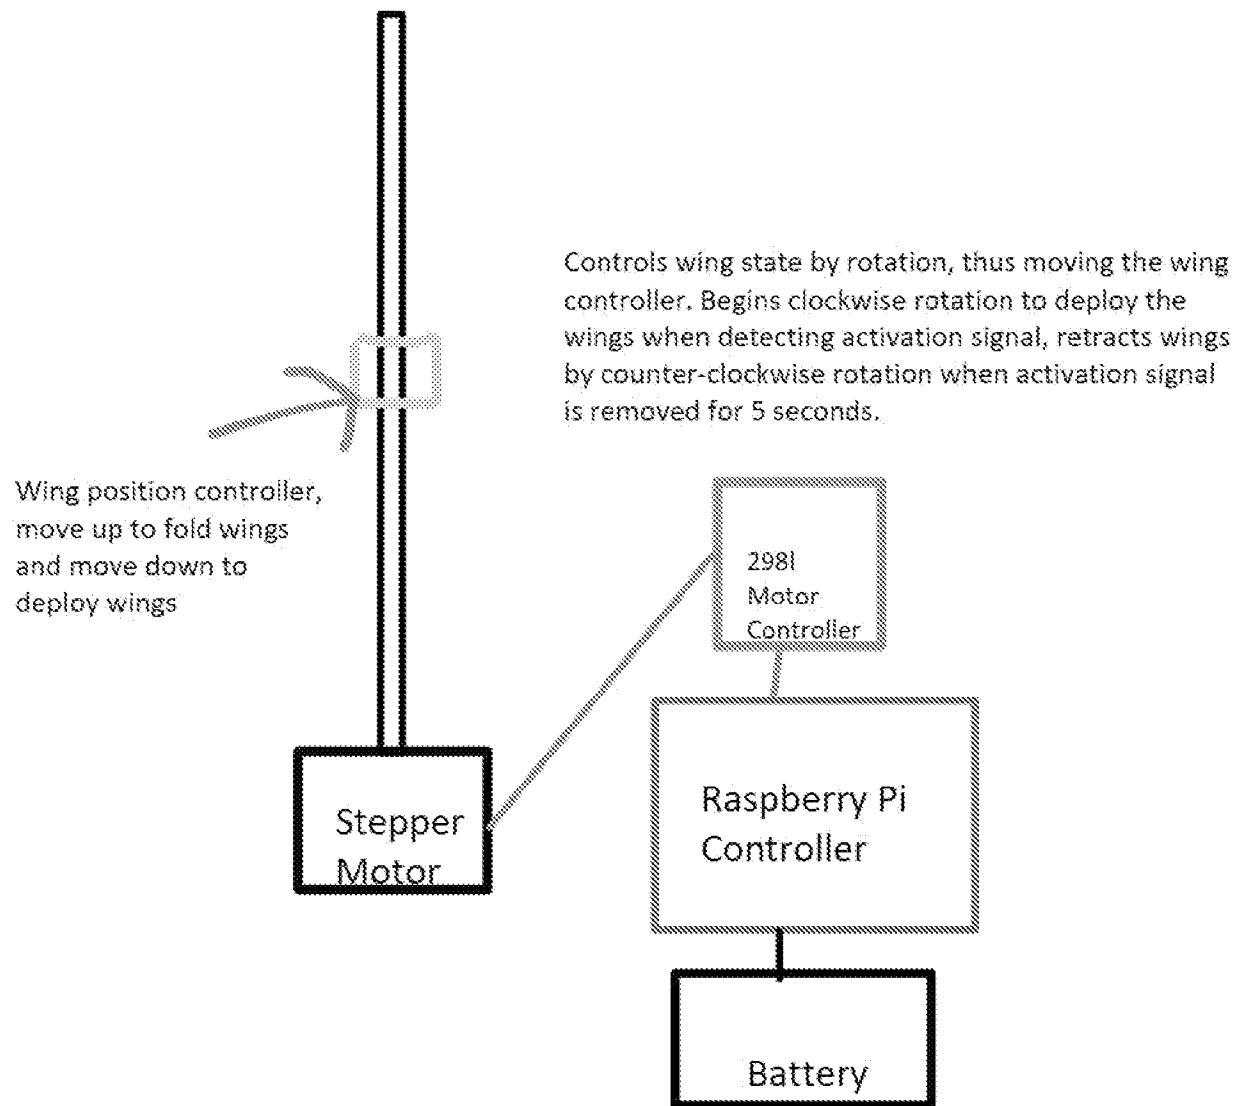 Controls wing state by rotation, thus moving the wing
controller. Begins clockwise rotation to deploy the
wings when detecting activation signal, retracts wings
by counter-clockwise rotation when activation signal
is removed for 5 seconds.
Wing position controller,
move up to fold wings
and move down to
deploy wings
298l
Motor
Controller
Stepper
Motor
Raspberry Pi
Controller
Battery